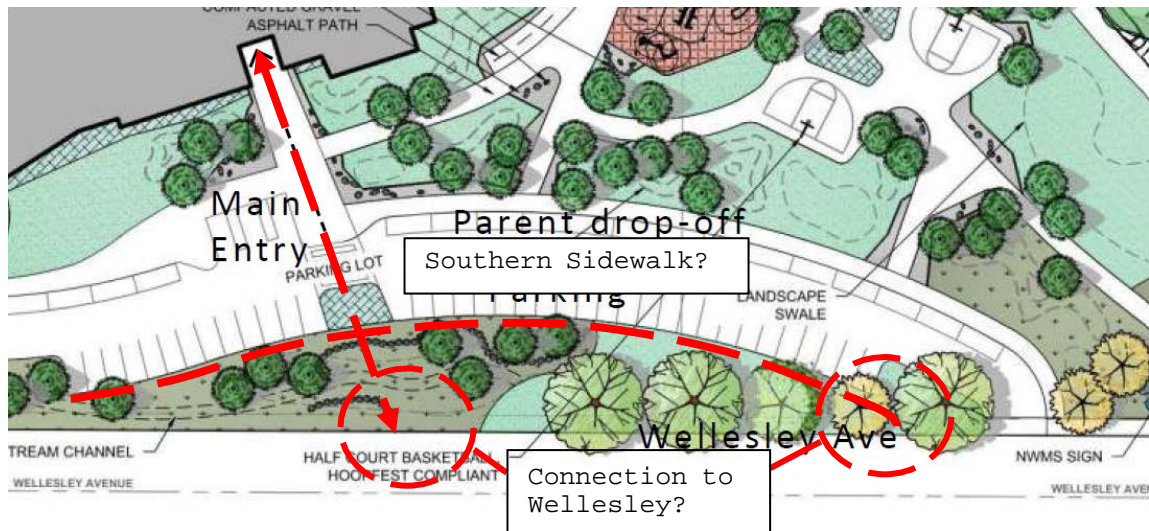 COMPACTED GRAVEL
ASPHALT PATH
Main
Entry
Parent drop-off
Southern Sidewalk?
Parking
PARKING LOT
LANDSCAPE
SWALE
Wellesley Ave
TREAM CHANNEL
HALF COURT BASKETBALL
HOOPFEST COMPLIANT
Connection to
Wellesley?
NWMS SIGN
WELLESLEY AVENUE
WELLESLEY AVE